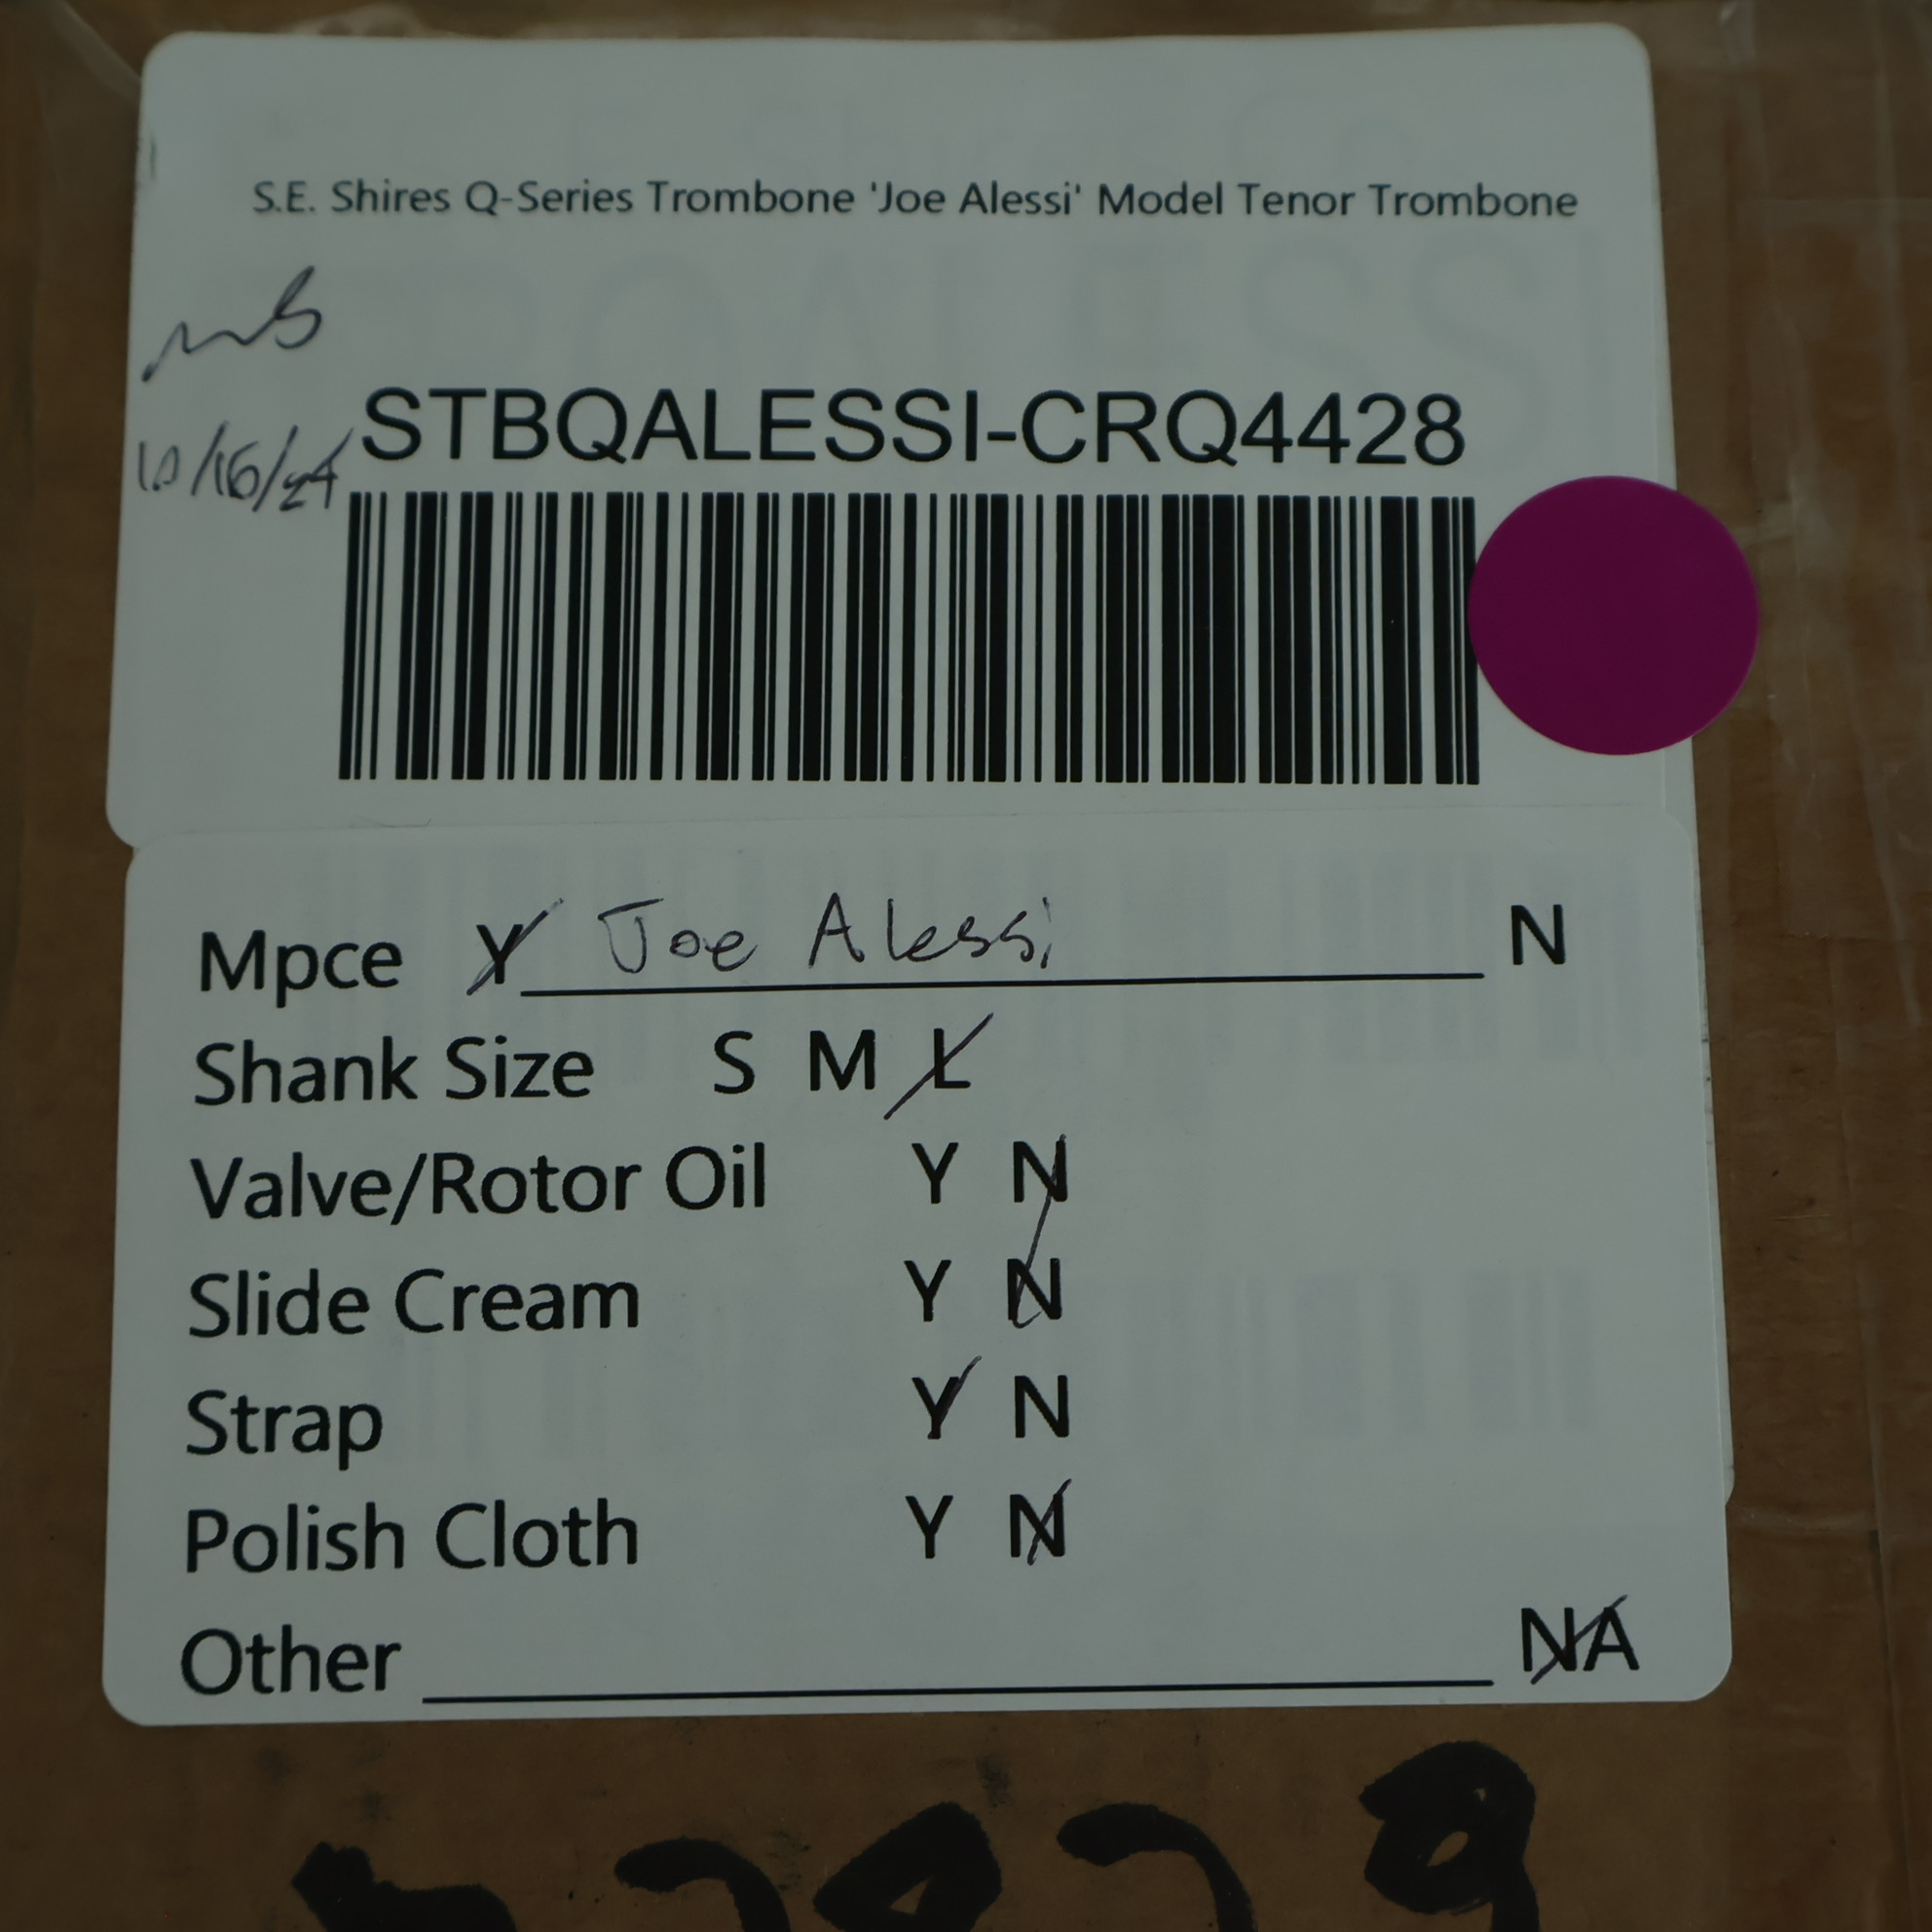 S.E. Shires Q-Series Trombone 'Joe Alessi' Model Tenor Trombone
10/16/24
STBQALESSI-CRQ4428
Mpce Y Joe Alessi N
Shank Size S M L
Valve/Rotor Oil Y N
Slide Cream Y N
Strap Y N
Polish Cloth Y N
Other NA